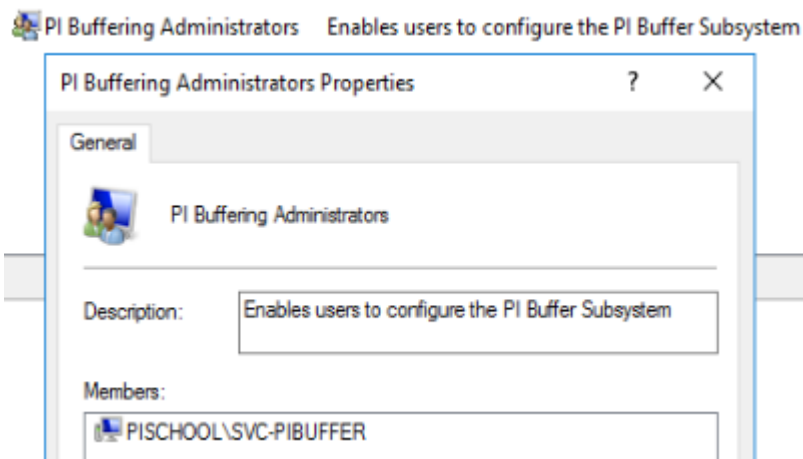 PI Buffering Administrators Enables users to configure the PI Buffer Subsystem
PI Buffering Administrators Properties ? ×
General
PI Buffering Administrators
Description: Enables users to configure the PI Buffer Subsystem
Members:
PISCHOOL\SVC-PIBUFFER